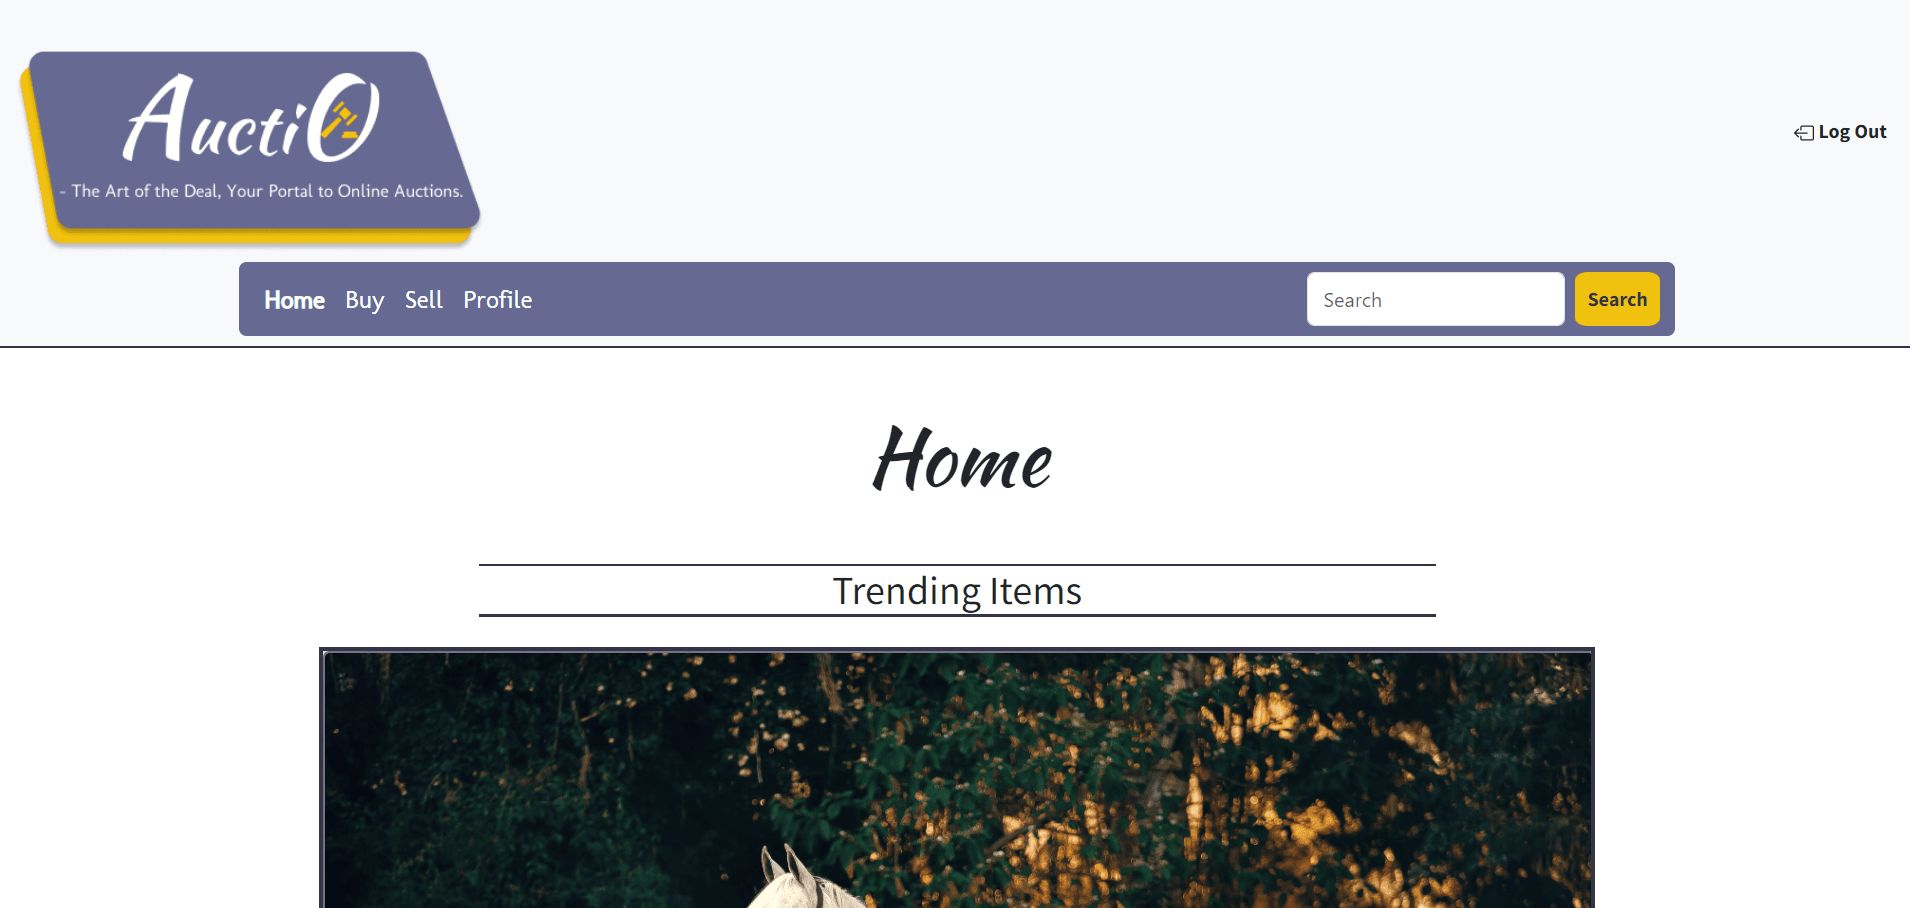 AuctiO
- The Art of the Deal, Your Portal to Online Auctions.
Log Out
Home Buy Sell Profile Search Search
Home
Trending Items